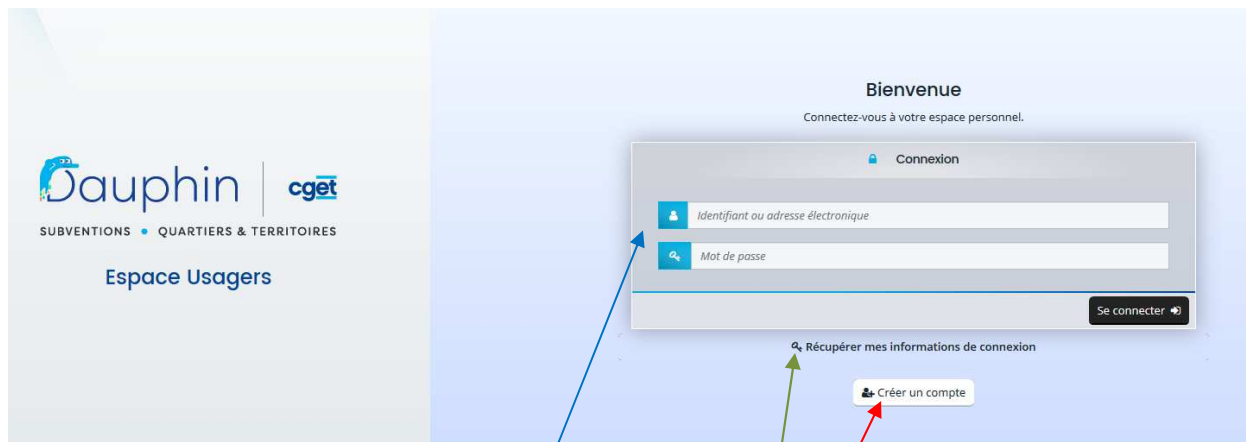 Dauphin
cget
SUBVENTIONS • QUARTIERS & TERRITOIRES
Espace Usagers
Bienvenue
Connectez-vous à votre espace personnel.
Connexion
Identifiant ou adresse électronique
Mot de passe
Se connecter
Récupérer mes informations de connexion
Créer un compte